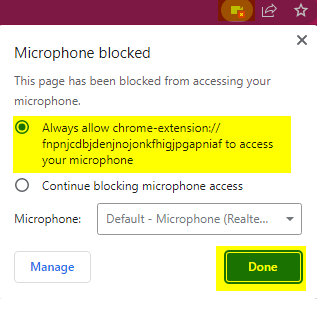 Microphone blocked
This page has been blocked from accessing your
microphone.
Always allow chrome-extension://
fnpnjcdbjdenjnojonkfhigjpgapniaf to access
your microphone
Continue blocking microphone access
Microphone: Default - Microphone (Realte...
Manage Done